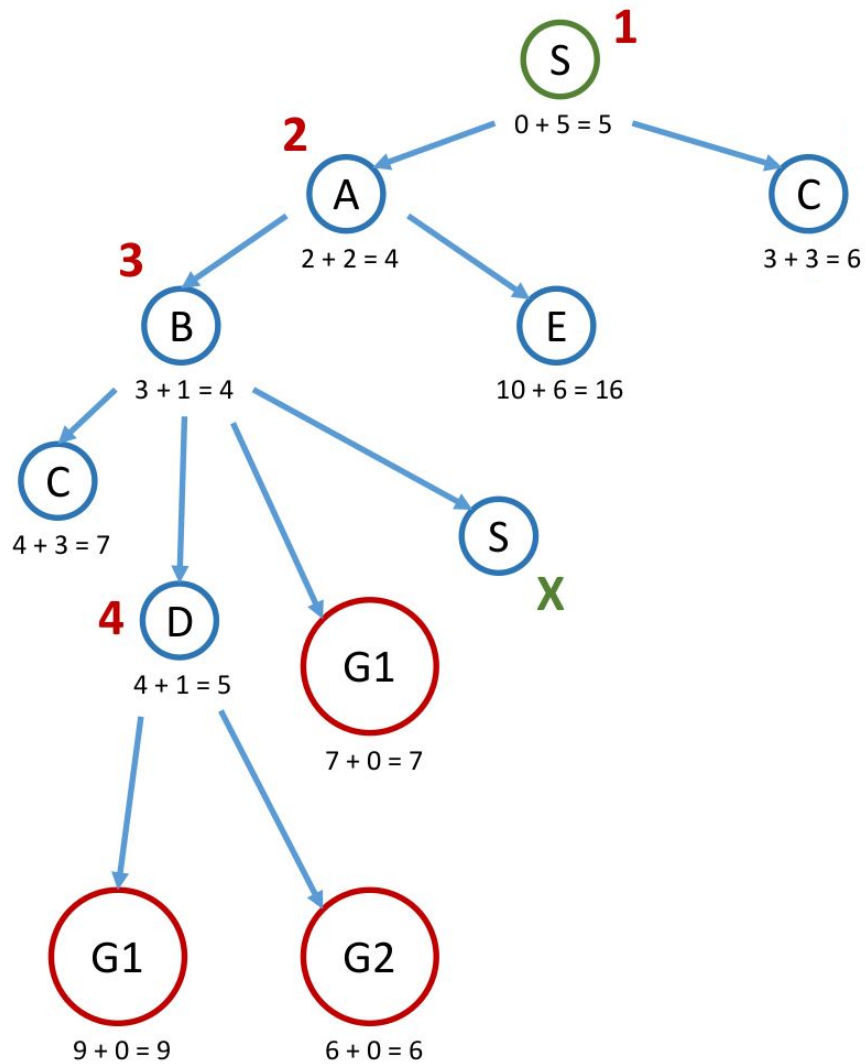 1
S
0 + 5 = 5
2
A
C
2 + 2 = 4
3 + 3 = 6
3
B
E
3 + 1 = 4
10 + 6 = 16
C
S
4 + 3 = 7
X
4
D
G1
4 + 1 = 5
7 + 0 = 7
G1
G2
9 + 0 = 9
6 + 0 = 6